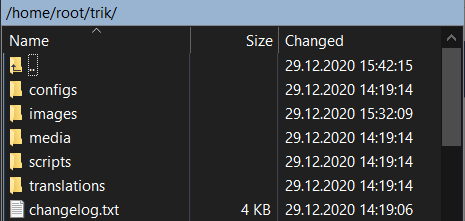 /home/root/trik/
Name Size Changed
.. 29.12.2020 15:42:15
configs 29.12.2020 14:19:14
images 29.12.2020 15:32:09
media 29.12.2020 14:19:14
scripts 29.12.2020 14:19:14
translations 29.12.2020 14:19:14
changelog.txt 4 KB 29.12.2020 14:19:06